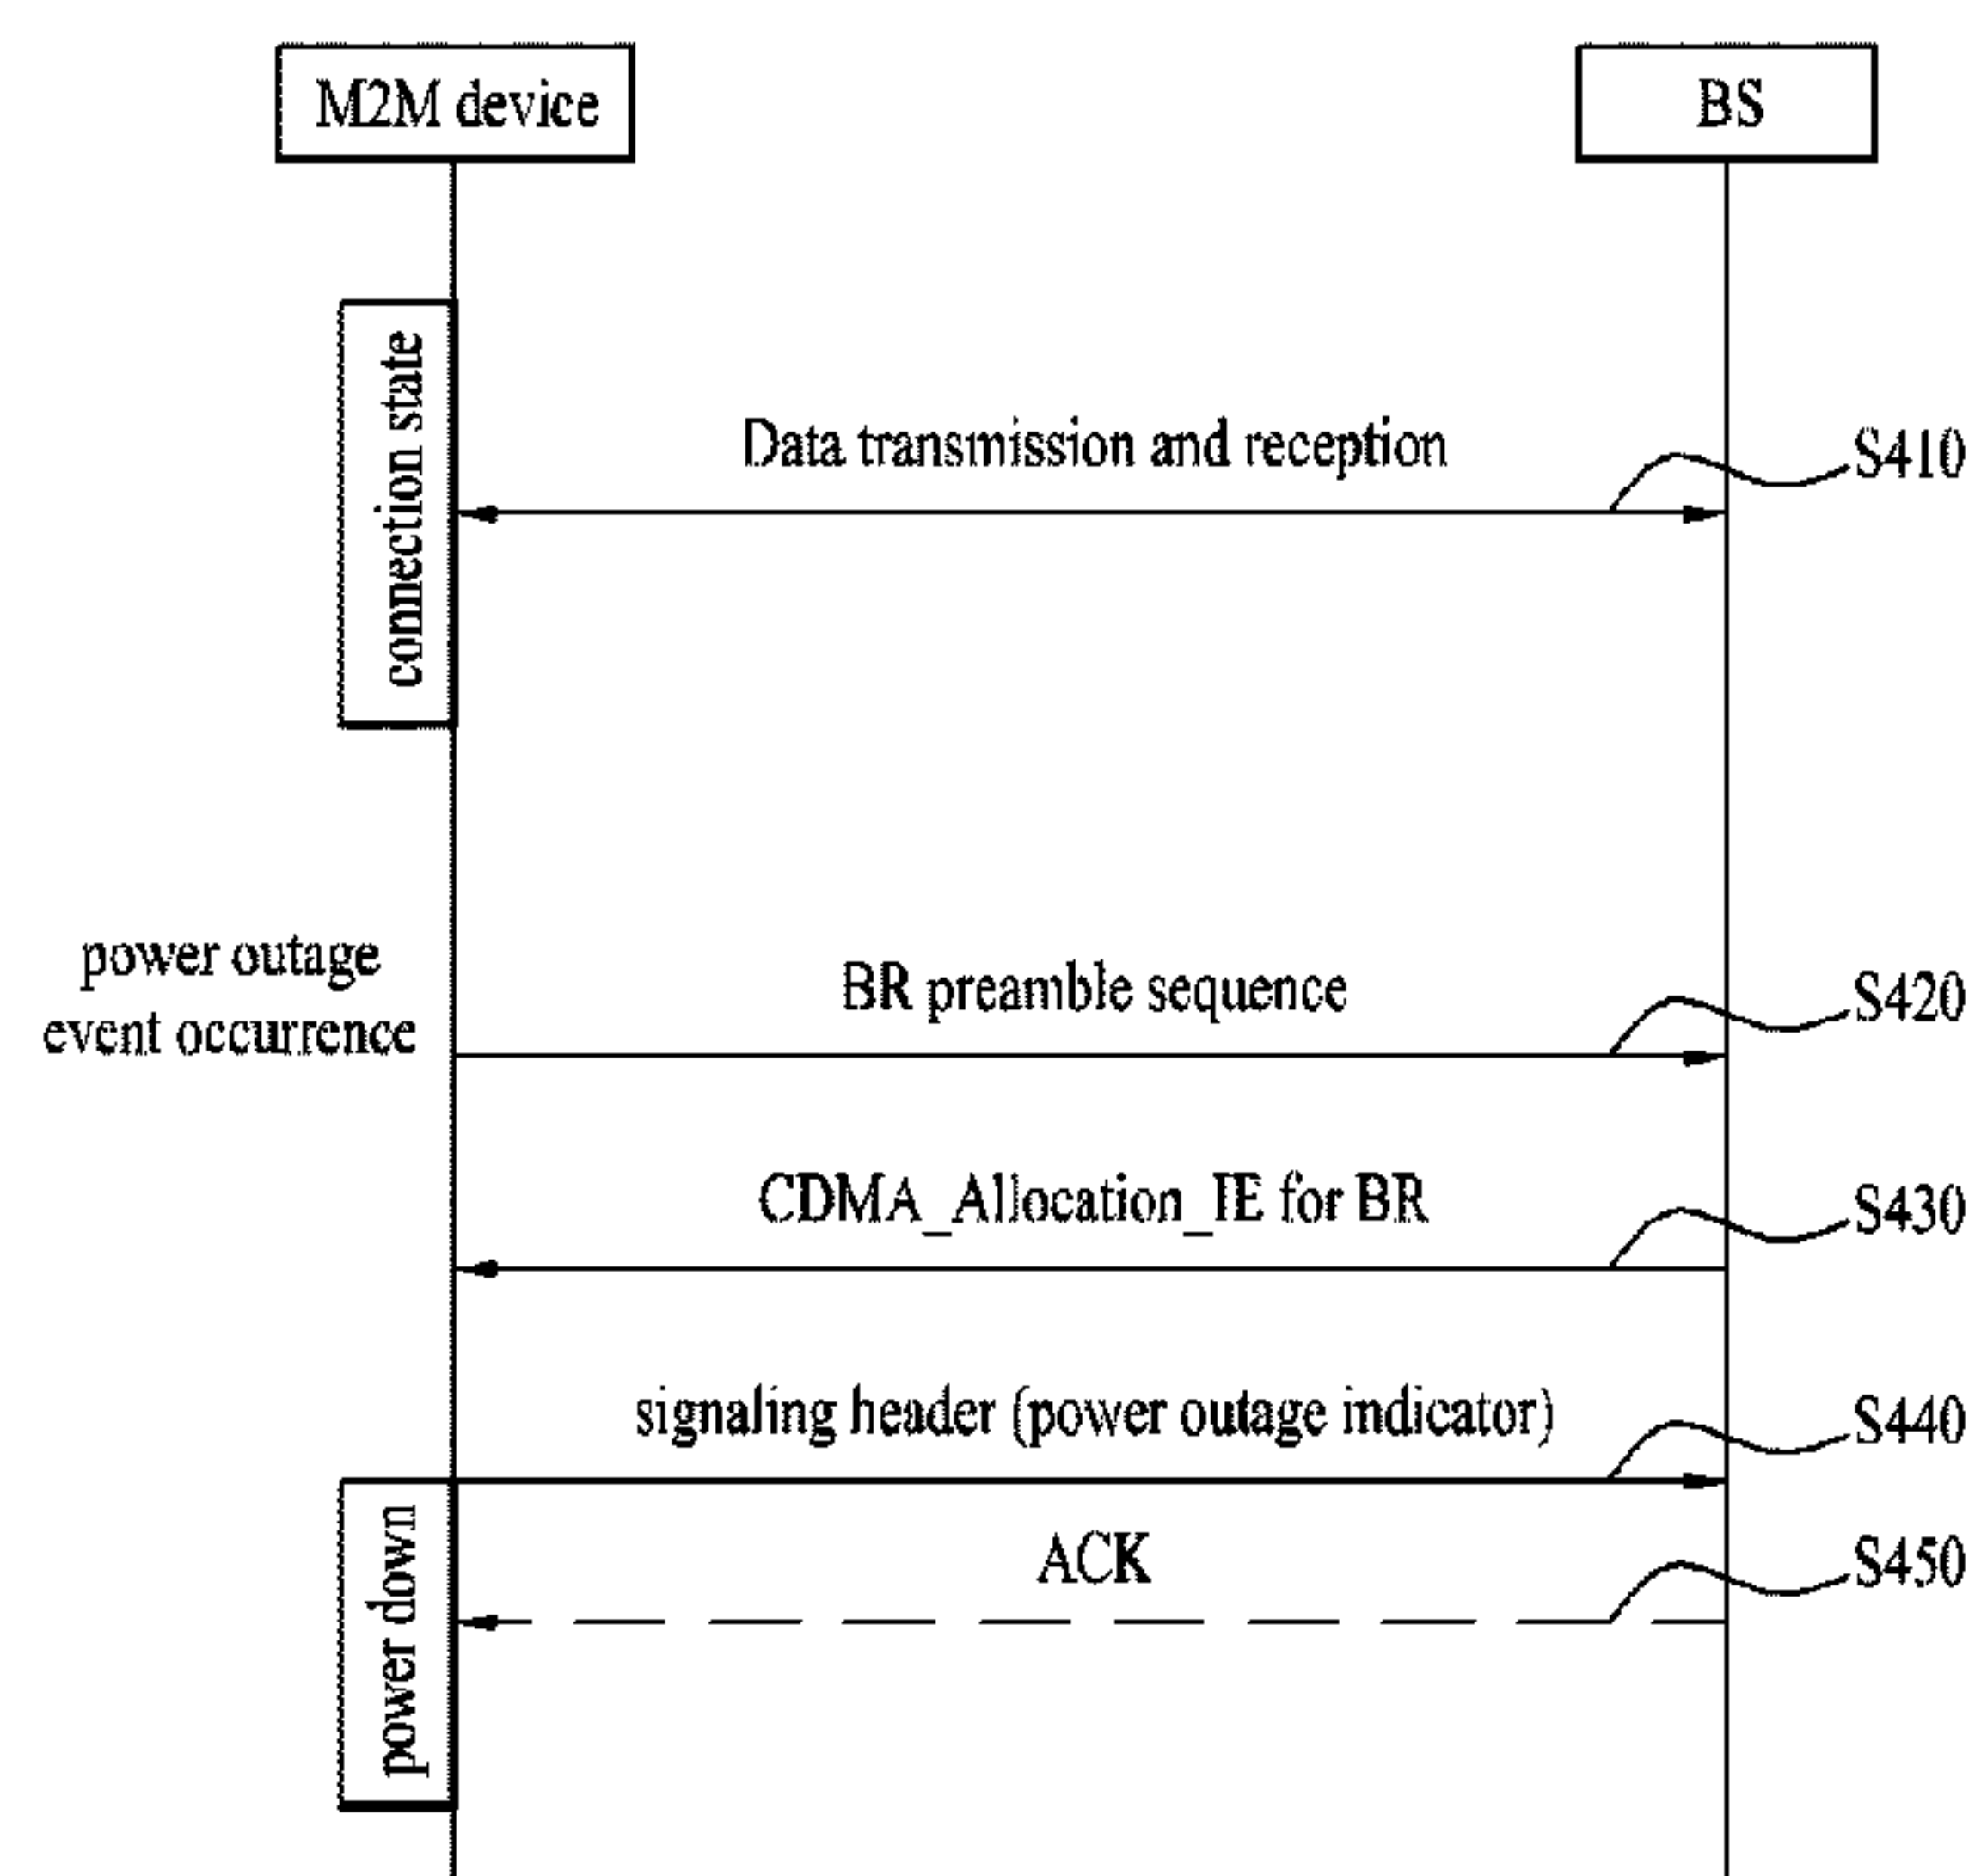 M2M device
BS
connection state
Data transmission and reception
S410
power outage
event occurrence
BR preamble sequence
S420
CDMA_Allocation_IE for BR
S430
signaling header (power outage indicator)
S440
power down
ACK
S450